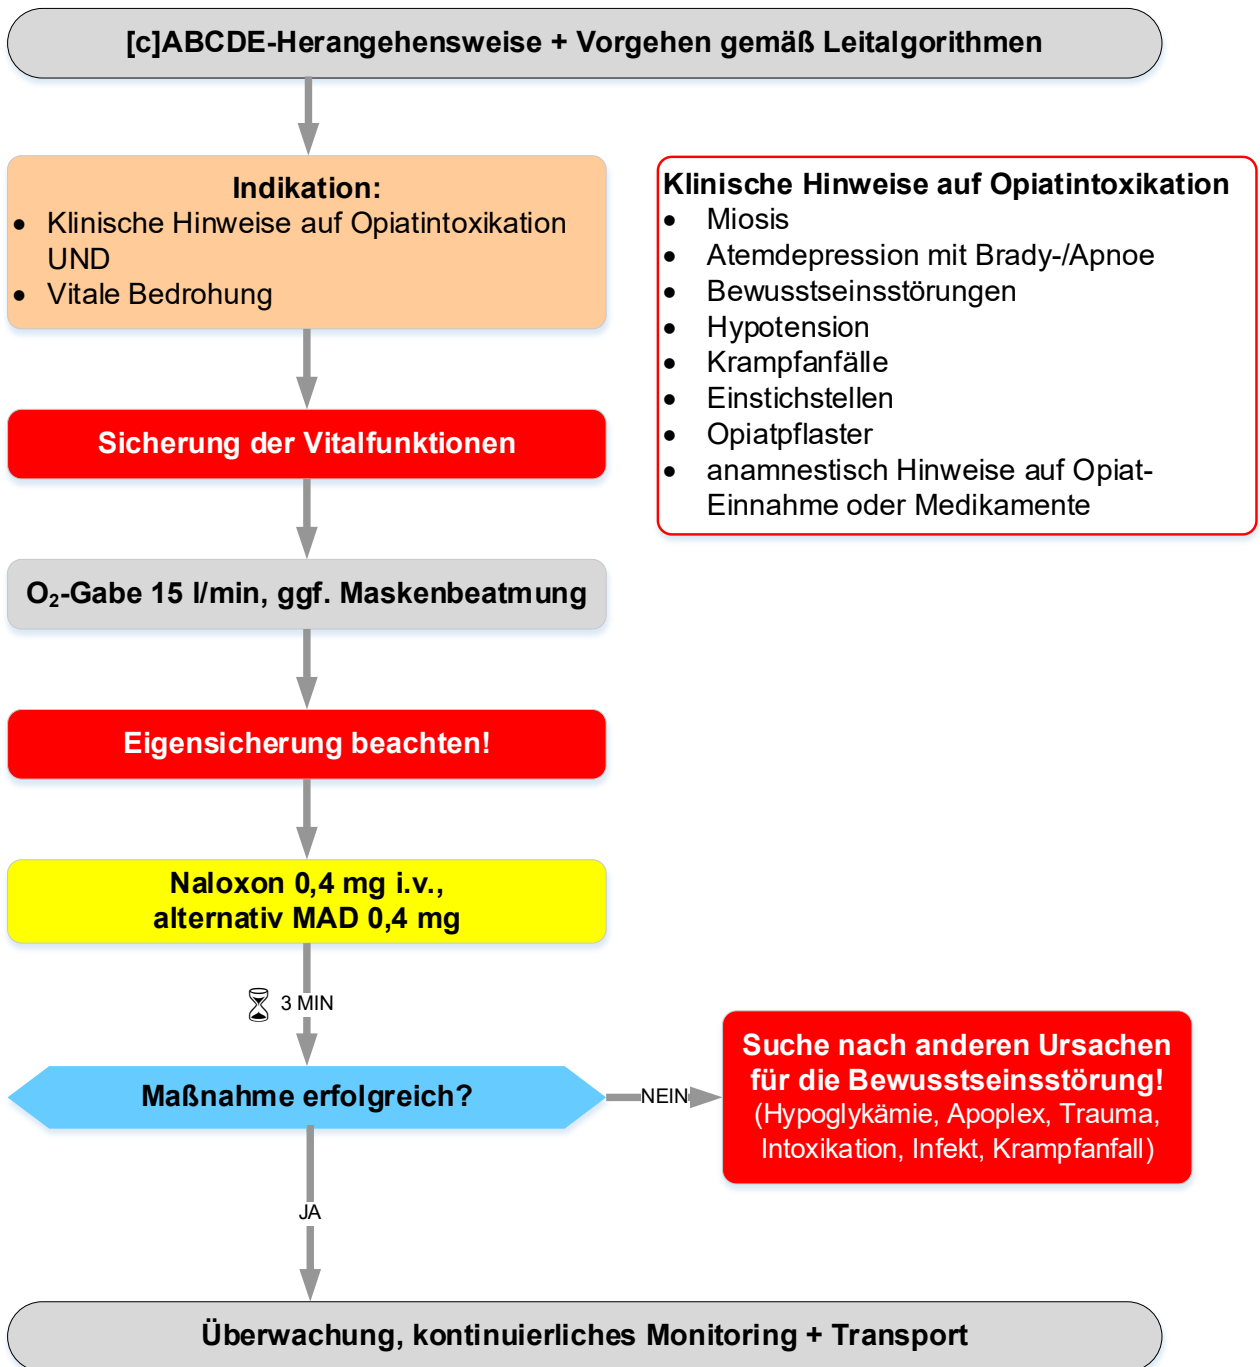 [c]ABCDE-Herangehensweise + Vorgehen gemäß Leitalgorithmen
Indikation:
• Klinische Hinweise auf Opiatintoxikation
UND
• Vitale Bedrohung
Klinische Hinweise auf Opiatintoxikation
• Miosis
• Atemdepression mit Brady-/Apnoe
• Bewusstseinsstörungen
• Hypotension
• Krampfanfälle
• Einstichstellen
• Opiatpflaster
• anamnestisch Hinweise auf Opiat-
Einnahme oder Medikamente
Sicherung der Vitalfunktionen
O₂-Gabe 15 l/min, ggf. Maskenbeatmung
Eigensicherung beachten!
Naloxon 0,4 mg i.v.,
alternativ MAD 0,4 mg
3 MIN
Maßnahme erfolgreich?
NEIN
Suche nach anderen Ursachen
für die Bewusstseinsstörung!
(Hypoglykämie, Apoplex, Trauma,
Intoxikation, Infekt, Krampfanfall)
JA
Überwachung, kontinuierliches Monitoring + Transport